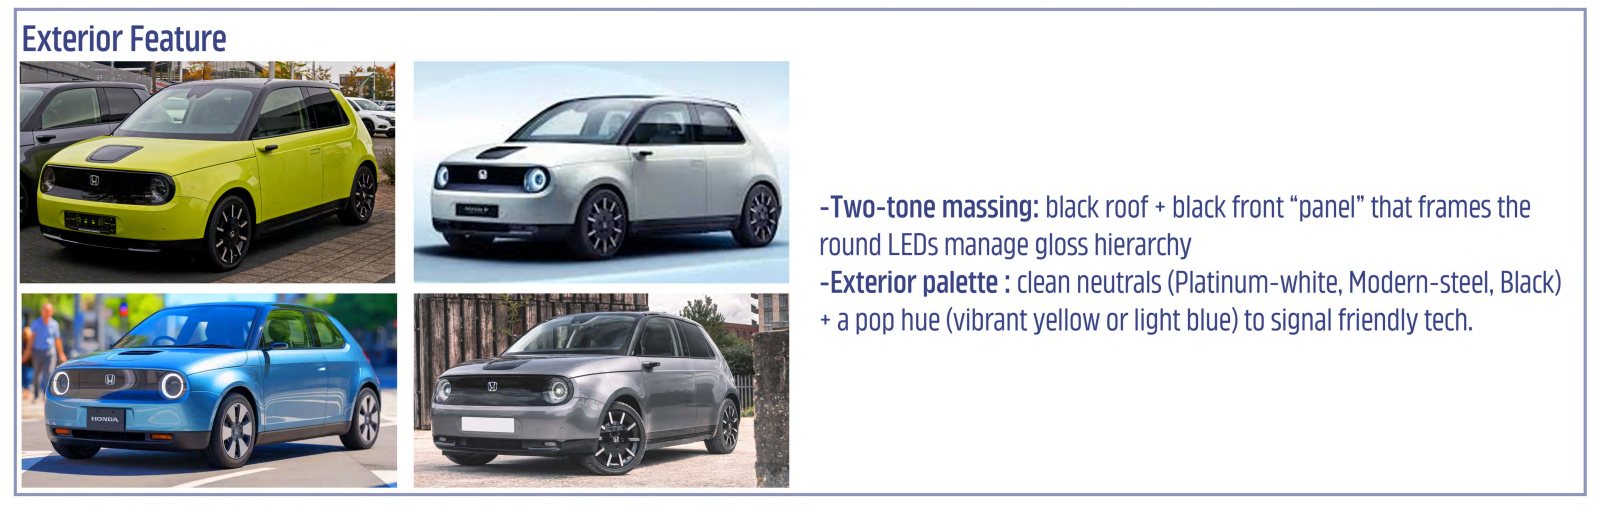 Exterior Feature
HONDA
-Two-tone massing: black roof + black front “panel” that frames the
round LEDs manage gloss hierarchy
-Exterior palette : clean neutrals (Platinum-white, Modern-steel, Black)
+ a pop hue (vibrant yellow or light blue) to signal friendly tech.